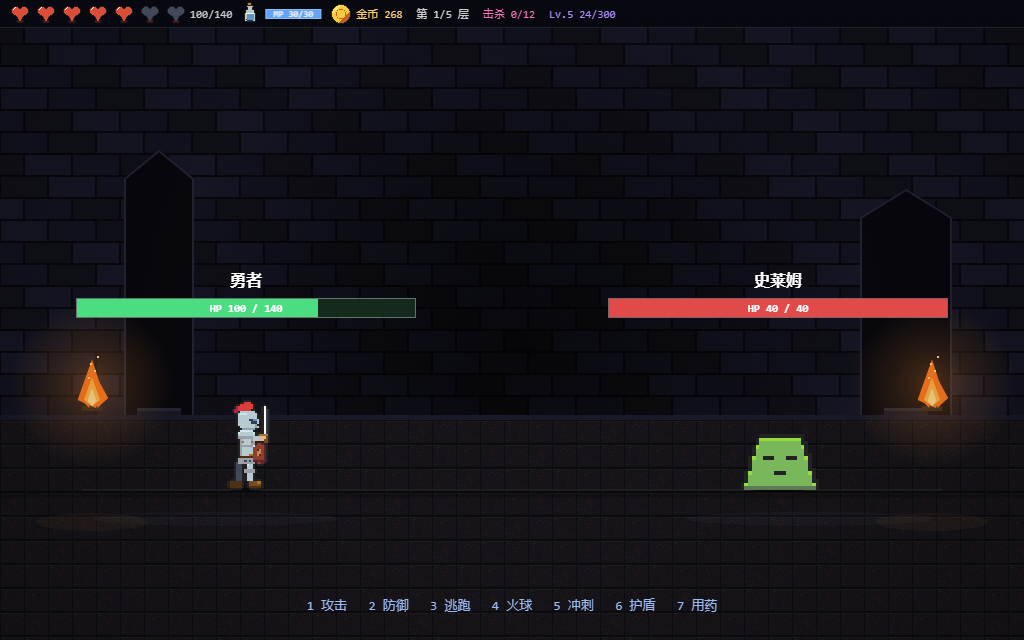 100/140 MP 30/30 金币 268 第 1/5 层 击杀 0/12 Lv.5 24/300
勇者 史莱姆
HP 100 / 140 HP 40 / 40
1 攻击 2 防御 3 逃跑 4 火球 5 冲刺 6 护盾 7 用药